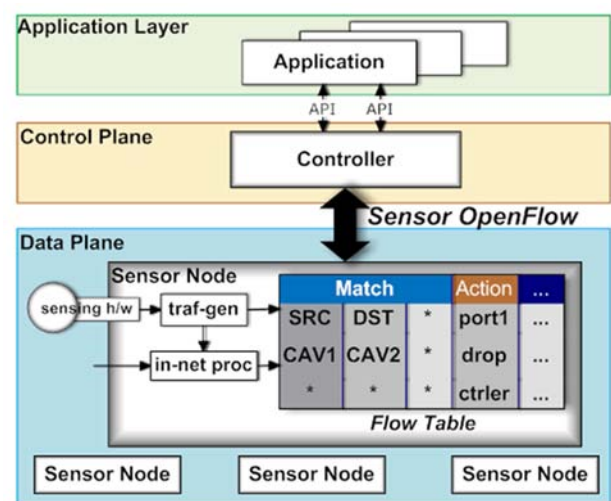 Application Layer
Application
API API
Control Plane
Controller
Sensor OpenFlow
Data Plane
Sensor Node
sensing h/w
traf-gen
in-net proc
Match Action ...
SRC DST * port1 ...
CAV1 CAV2 * drop ...
* * * ctrler ...
Flow Table
Sensor Node Sensor Node Sensor Node